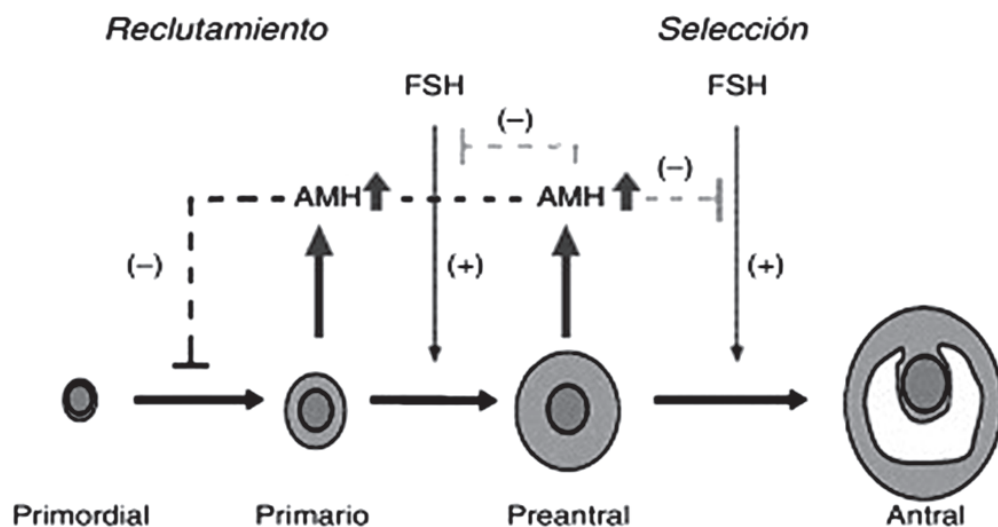 Reclutamiento Selección
FSH FSH
(–)
(–)
AMH AMH
(–) (+) (+)
Primordial Primario Preantral Antral